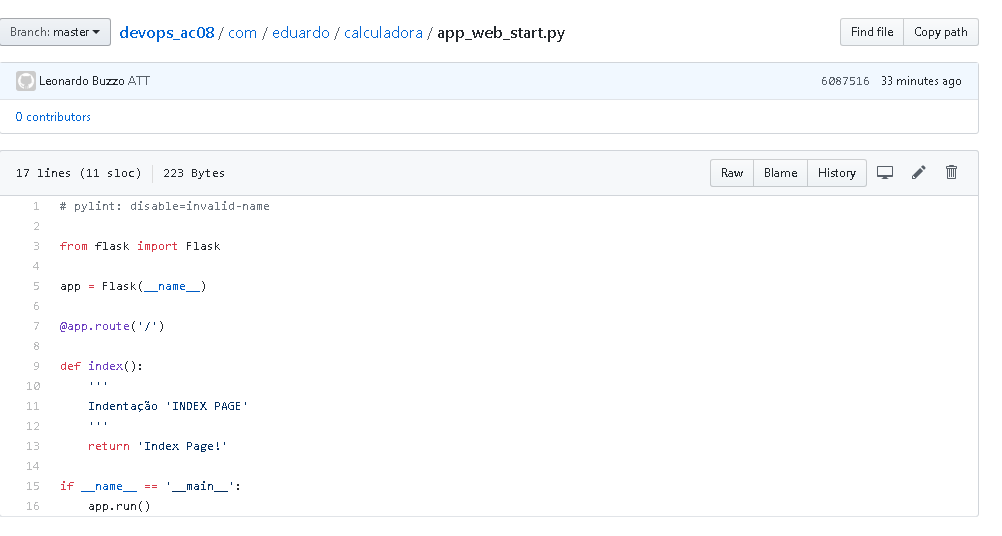 Branch: master devops_ac08 / com / eduardo / calculadora / app_web_start.py Find file Copy path
Leonardo Buzzo ATT 6087516 33 minutes ago
0 contributors
17 lines (11 sloc) 223 Bytes Raw Blame History
1 # pylint: disable=invalid-name
2
3 from flask import Flask
4
5 app = Flask(__name__)
6
7 @app.route('/')
8
9 def index():
10     '''
11     Indentação 'INDEX PAGE'
12     '''
13     return 'Index Page!'
14
15 if __name__ == '__main__':
16     app.run()